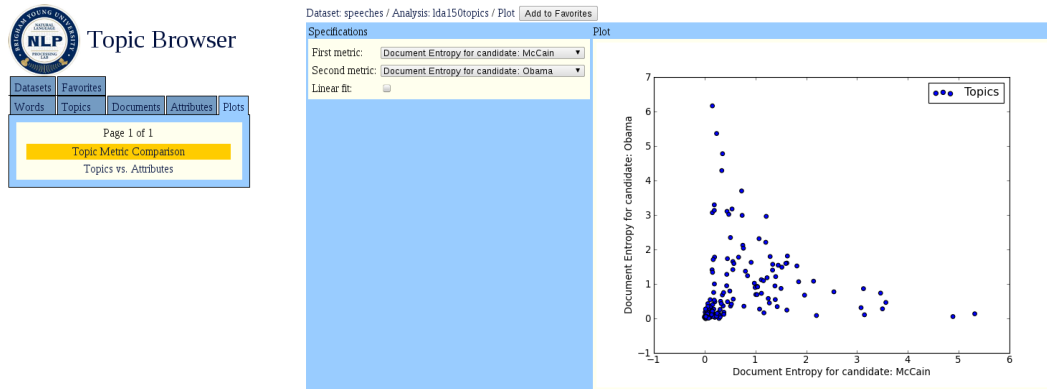 BRIGHAM YOUNG UNIVERSITY
NATURAL
LANGUAGE
NLP
PROCESSING
LAB
Topic Browser
Datasets Favorites
Words Topics Documents Attributes Plots
Page 1 of 1
Topic Metric Comparison
Topics vs. Attributes
Dataset: speeches / Analysis: lda150topics / Plot Add to Favorites
Specifications
First metric: Document Entropy for candidate: McCain
Second metric: Document Entropy for candidate: Obama
Linear fit:
Plot
Topics
Document Entropy for candidate: Obama
7
6
5
4
3
2
1
0
−1
−1 0 1 2 3 4 5 6
Document Entropy for candidate: McCain